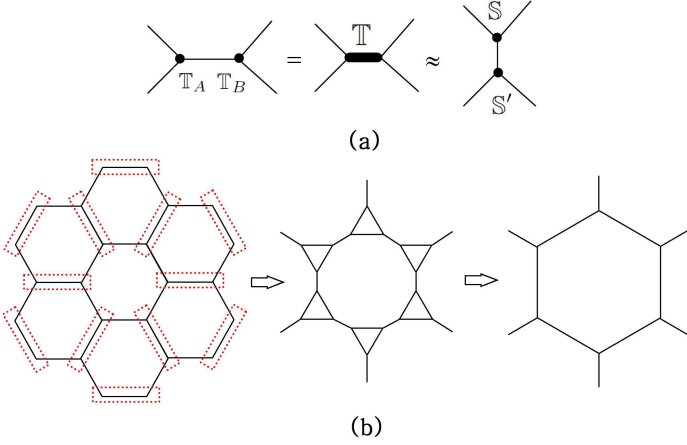 𝕋_A 𝕋_B = 𝕋 ≈ 𝕊 𝕊′
(a)
(b)